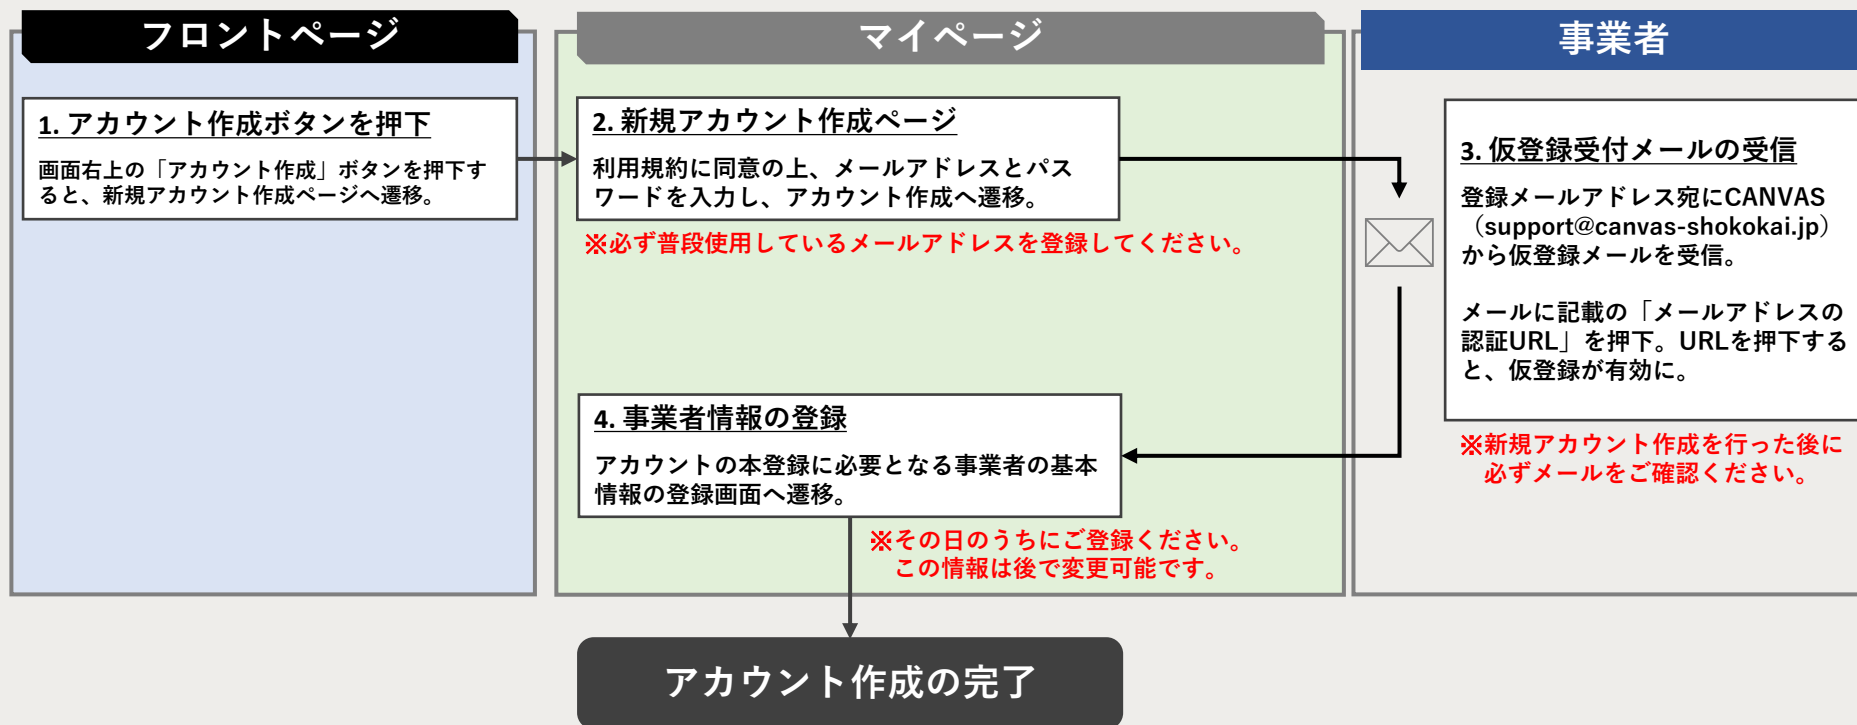 フロントページ
マイページ
事業者
1. アカウント作成ボタンを押下
画面右上の「アカウント作成」ボタンを押下す
ると、新規アカウント作成ページへ遷移。
2. 新規アカウント作成ページ
利用規約に同意の上、メールアドレスとパス
ワードを入力し、アカウント作成へ遷移。
※必ず普段使用しているメールアドレスを登録してください。
3. 仮登録受付メールの受信
登録メールアドレス宛にCANVAS
（support@canvas-shokokai.jp）
から仮登録メールを受信。
メールに記載の「メールアドレスの
認証URL」を押下。URLを押下する
と、仮登録が有効に。
※新規アカウント作成を行った後に
必ずメールをご確認ください。
4. 事業者情報の登録
アカウントの本登録に必要となる事業者の基本
情報の登録画面へ遷移。
※その日のうちにご登録ください。
この情報は後で変更可能です。
アカウント作成の完了